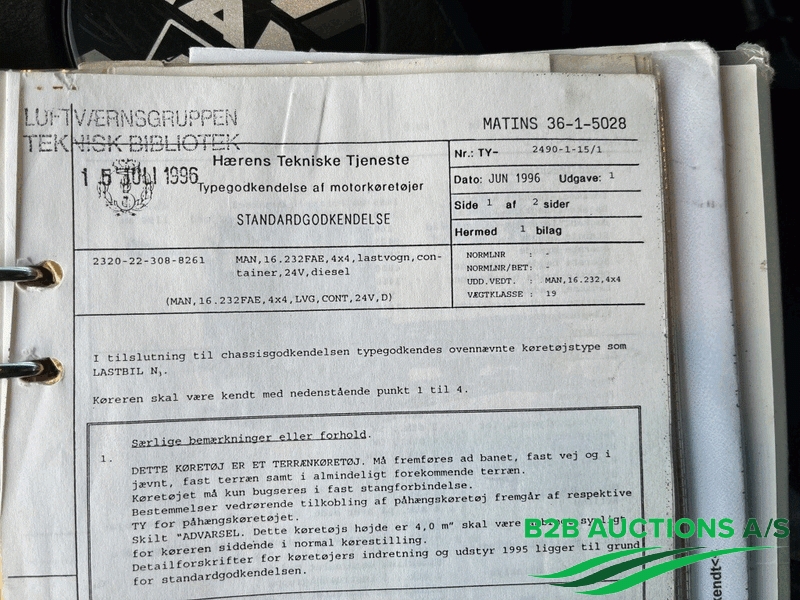 LUFTVÆRNSGRUPPEN
TEKNISK BIBLIOTEK
15 JULI 1996
MATINS 36-1-5028
Hærens Tekniske Tjeneste
Typegodkendelse af motorkøretøjer
STANDARDGODKENDELSE
Nr.: TY- 2490-1-15/1
Dato: JUN 1996 Udgave: 1
Side 1 af 2 sider
Hermed 1 bilag
2320-22-308-8261 MAN,16.232FAE,4x4,lastvogn,con-
tainer,24V,diesel
(MAN,16.232FAE,4x4,LVG,CONT,24V,D)
NORMLNR : -
NORMLNR/BET: -
UDD.VEDT. : MAN,16.232,4x4
VÆGTKLASSE : 19
I tilslutning til chassisgodkendelsen typegodkendes ovennævnte køretøjstype som
LASTBIL N₃.
Køreren skal være kendt med nedenstående punkt 1 til 4.
Særlige bemærkninger eller forhold.
1.
DETTE KØRETØJ ER ET TERRÆNKØRETØJ. Må fremføres ad banet, fast vej og i
jævnt, fast terræn samt i almindeligt forekommende terræn.
Køretøjet må kun bugseres i fast stangforbindelse.
Bestemmelser vedrørende tilkobling af påhængskøretøj fremgår af respektive
TY for påhængskøretøjet.
Skilt "ADVARSEL. Dette køretøjs højde er 4,0 m" skal være synligt
for køreren siddende i normal kørestilling.
Detailforskrifter for køretøjers indretning og udstyr 1995 ligger til grund
for standardgodkendelsen.
B2B AUCTIONS A/S
kendt<